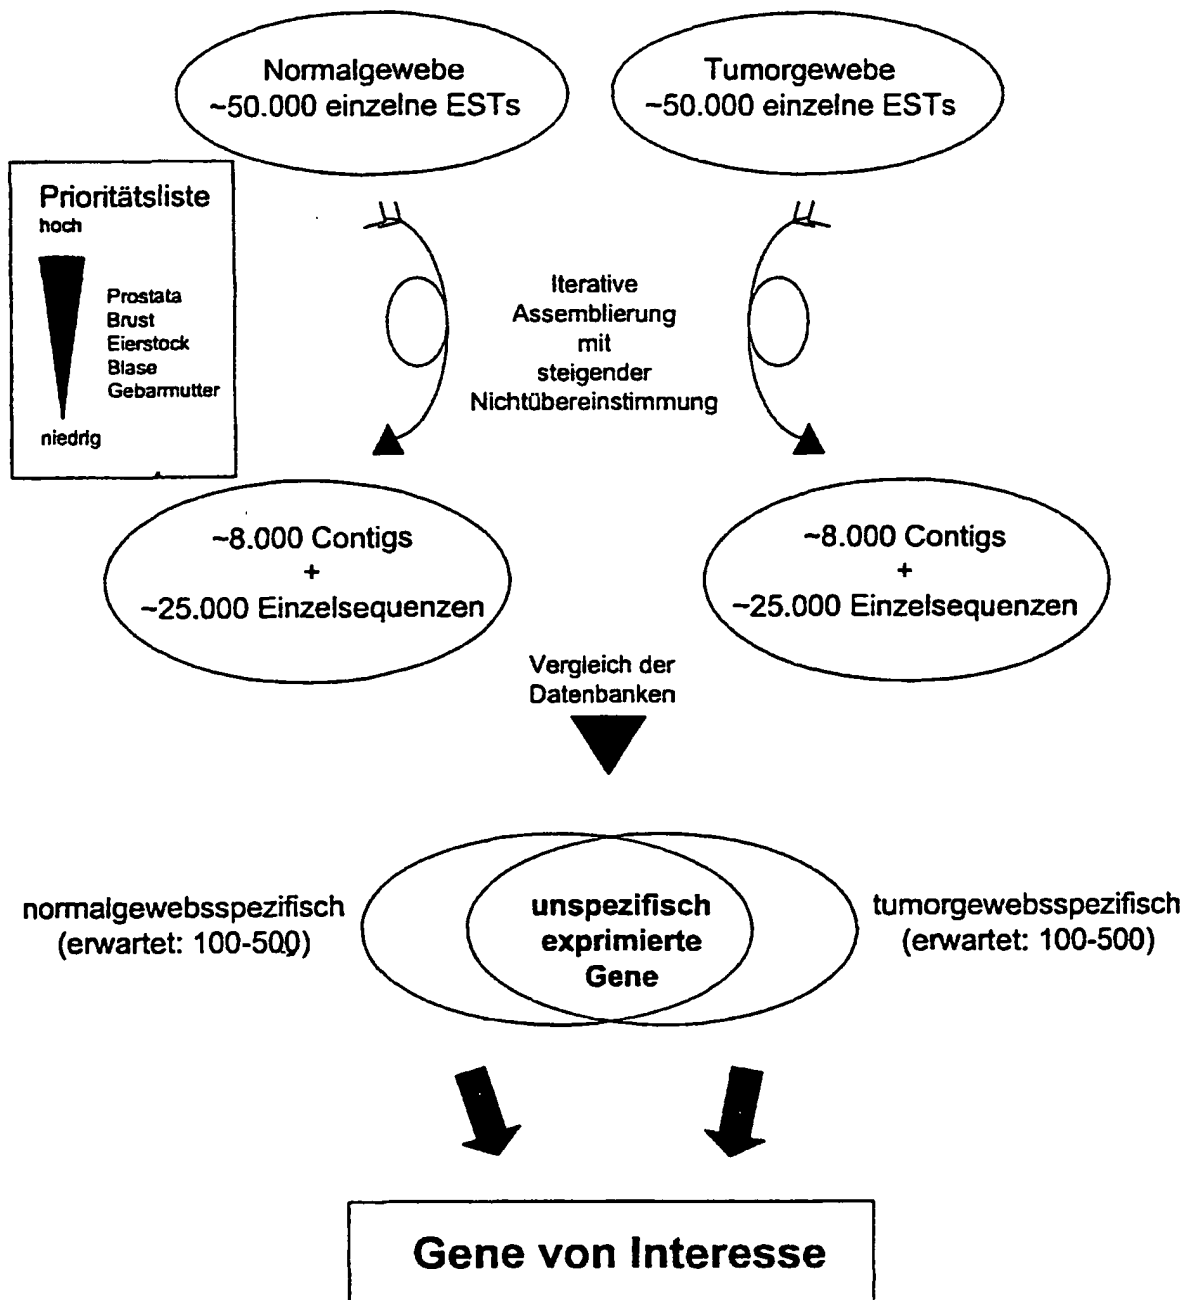 Normalgewebe
~50.000 einzelne ESTs
Tumorgewebe
~50.000 einzelne ESTs
Prioritätsliste
hoch
Prostata
Brust
Eierstock
Blase
Gebarmutter
niedrig
Iterative
Assemblierung
mit
steigender
Nichtübereinstimmung
~8.000 Contigs
+
~25.000 Einzelsequenzen
~8.000 Contigs
+
~25.000 Einzelsequenzen
Vergleich der
Datenbanken
normalgewebsspezifisch
(erwartet: 100-500)
unspezifisch
exprimierte
Gene
tumorgewebsspezifisch
(erwartet: 100-500)
Gene von Interesse